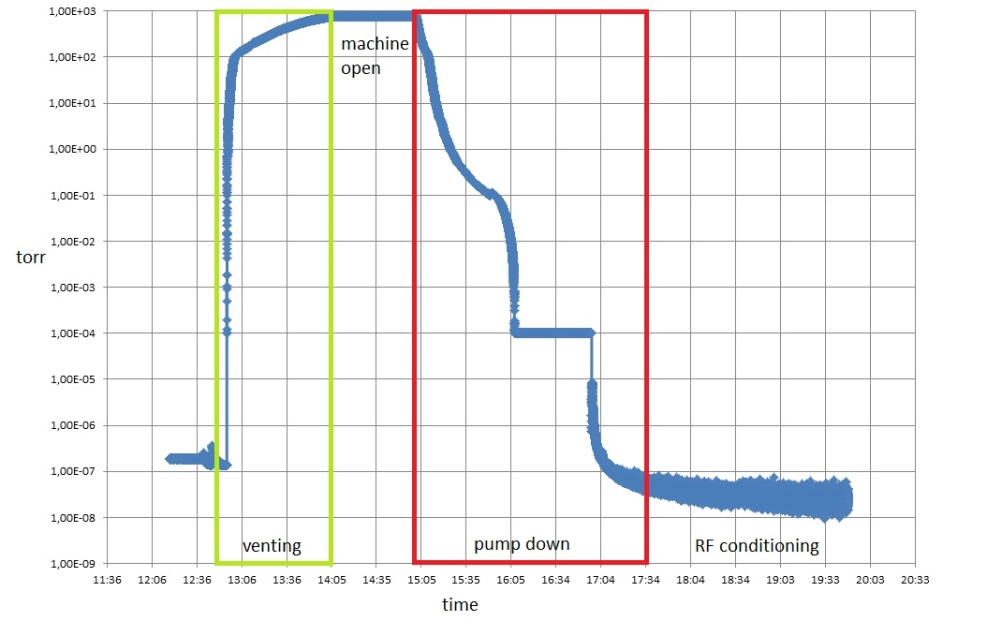 1,00E+03
machine
open
1,00E+02
1,00E+01
1,00E+00
1,00E-01
1,00E-02
torr
1,00E-03
1,00E-04
1,00E-05
1,00E-06
1,00E-07
1,00E-08
venting
pump down
RF conditioning
1,00E-09
11:36 12:06 12:36 13:06 13:36 14:05 14:35 15:05 15:35 16:05 16:34 17:04 17:34 18:04 18:34 19:03 19:33 20:03 20:33
time